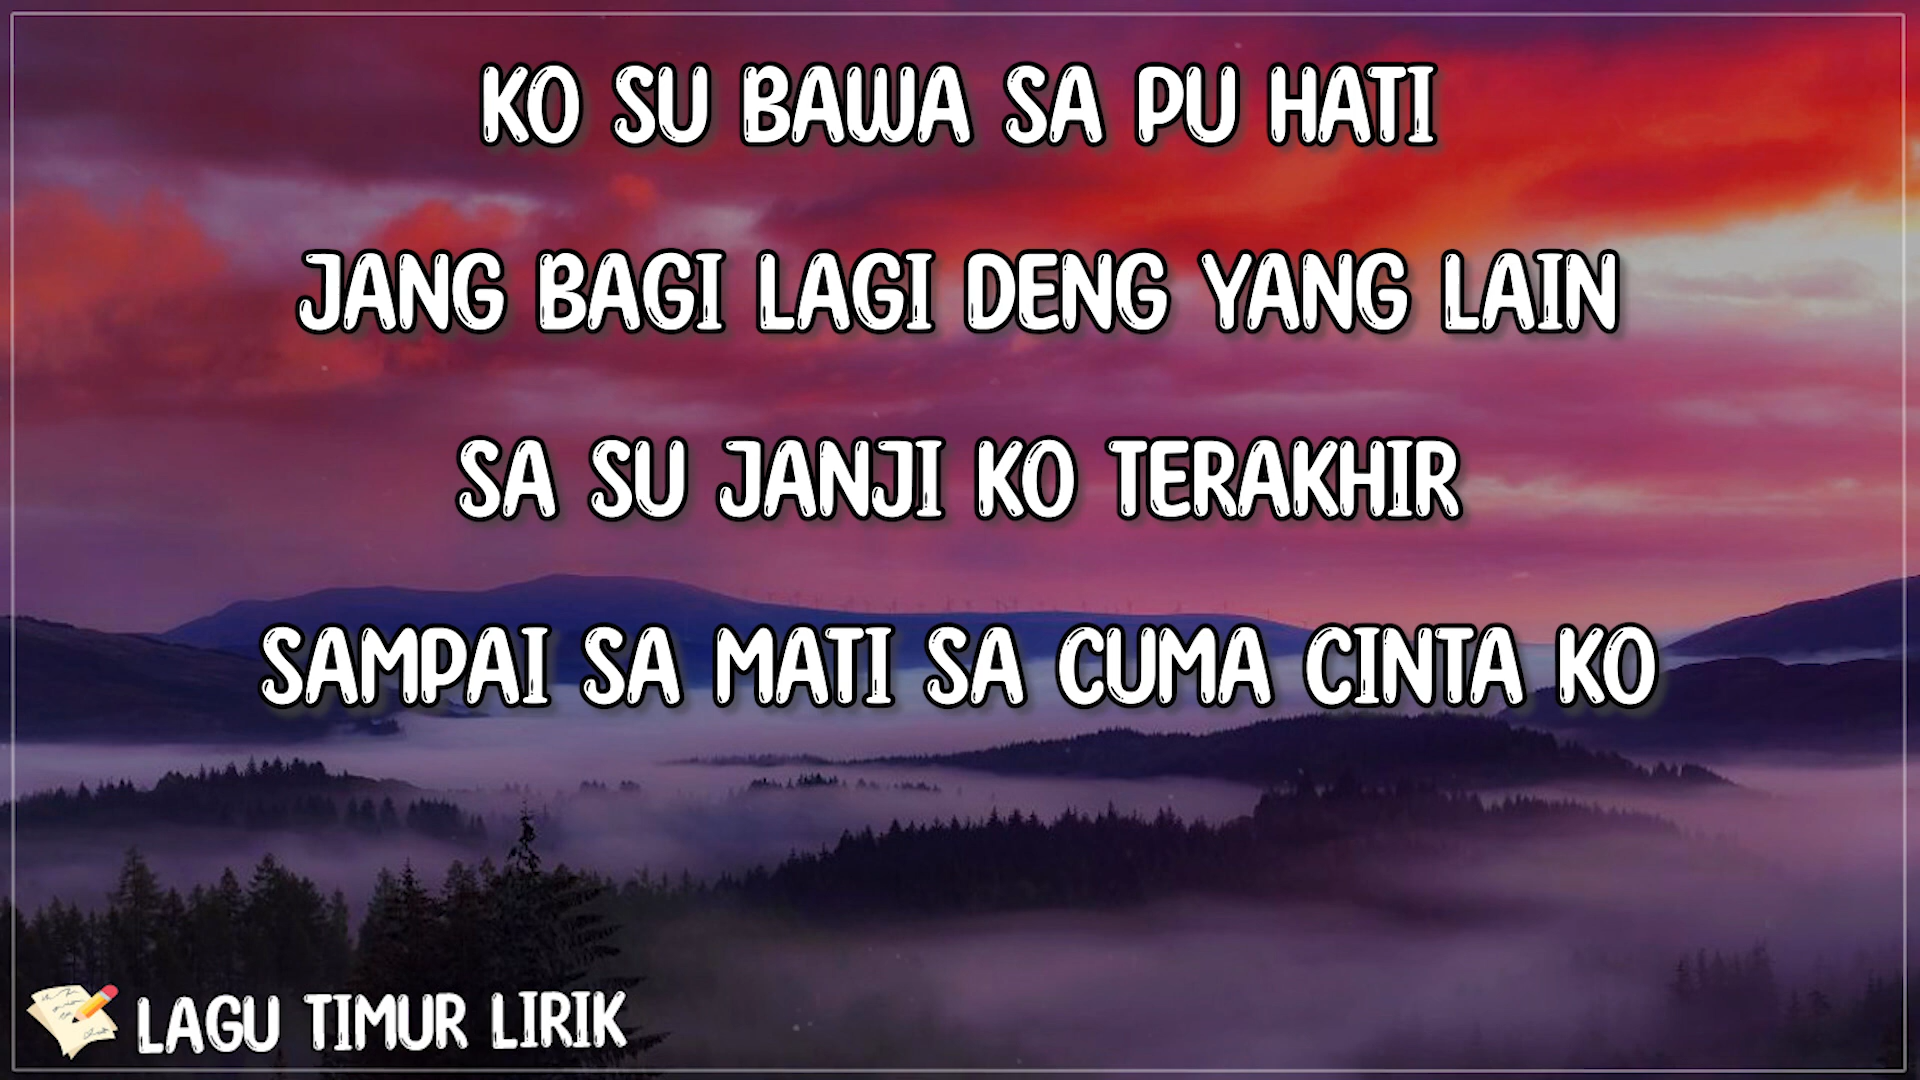 KO SU BAWA SA PU HATI
JANG BAGI LAGI DENG YANG LAIN
SA SU JANJI KO TERAKHIR
SAMPAI SA MATI SA CUMA CINTA KO
LAGU TIMUR LIRIK